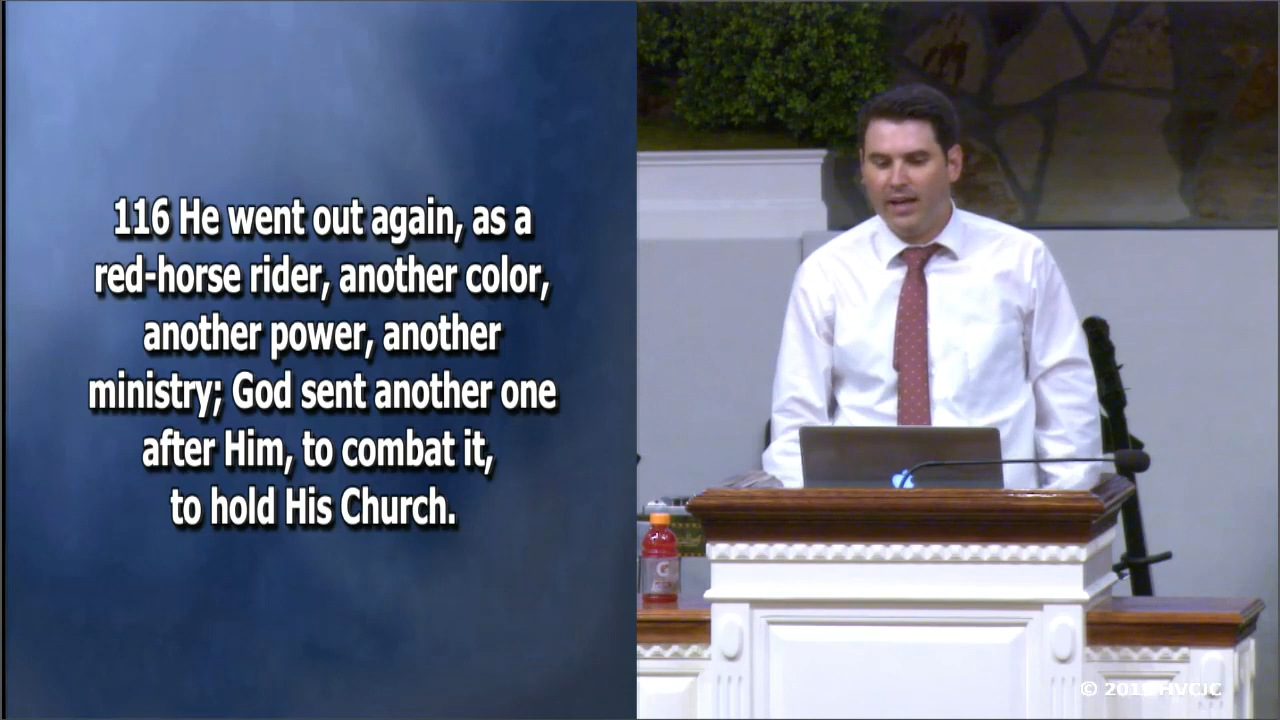 116 He went out again, as a
red-horse rider, another color,
another power, another
ministry; God sent another one
after Him, to combat it,
to hold His Church.
G
© HVCJC